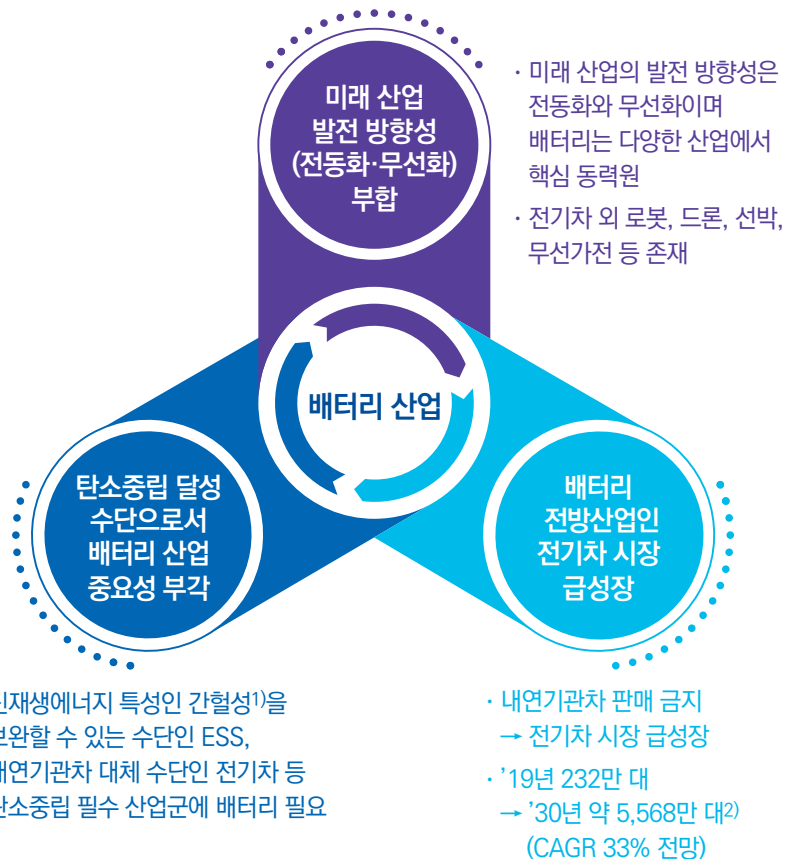 미래 산업
발전 방향성
(전동화·무선화)
부합
· 미래 산업의 발전 방향성은
전동화와 무선화이며
배터리는 다양한 산업에서
핵심 동력원
· 전기차 외 로봇, 드론, 선박,
무선가전 등 존재
배터리 산업
탄소중립 달성
수단으로서
배터리 산업
중요성 부각
배터리
전방산업인
전기차 시장
급성장
신재생에너지 특성인 간헐성1)을
보완할 수 있는 수단인 ESS,
내연기관차 대체 수단인 전기차 등
탄소중립 필수 산업군에 배터리 필요
· 내연기관차 판매 금지
→ 전기차 시장 급성장
· ’19년 232만 대
→ ’30년 약 5,568만 대2)
(CAGR 33% 전망)